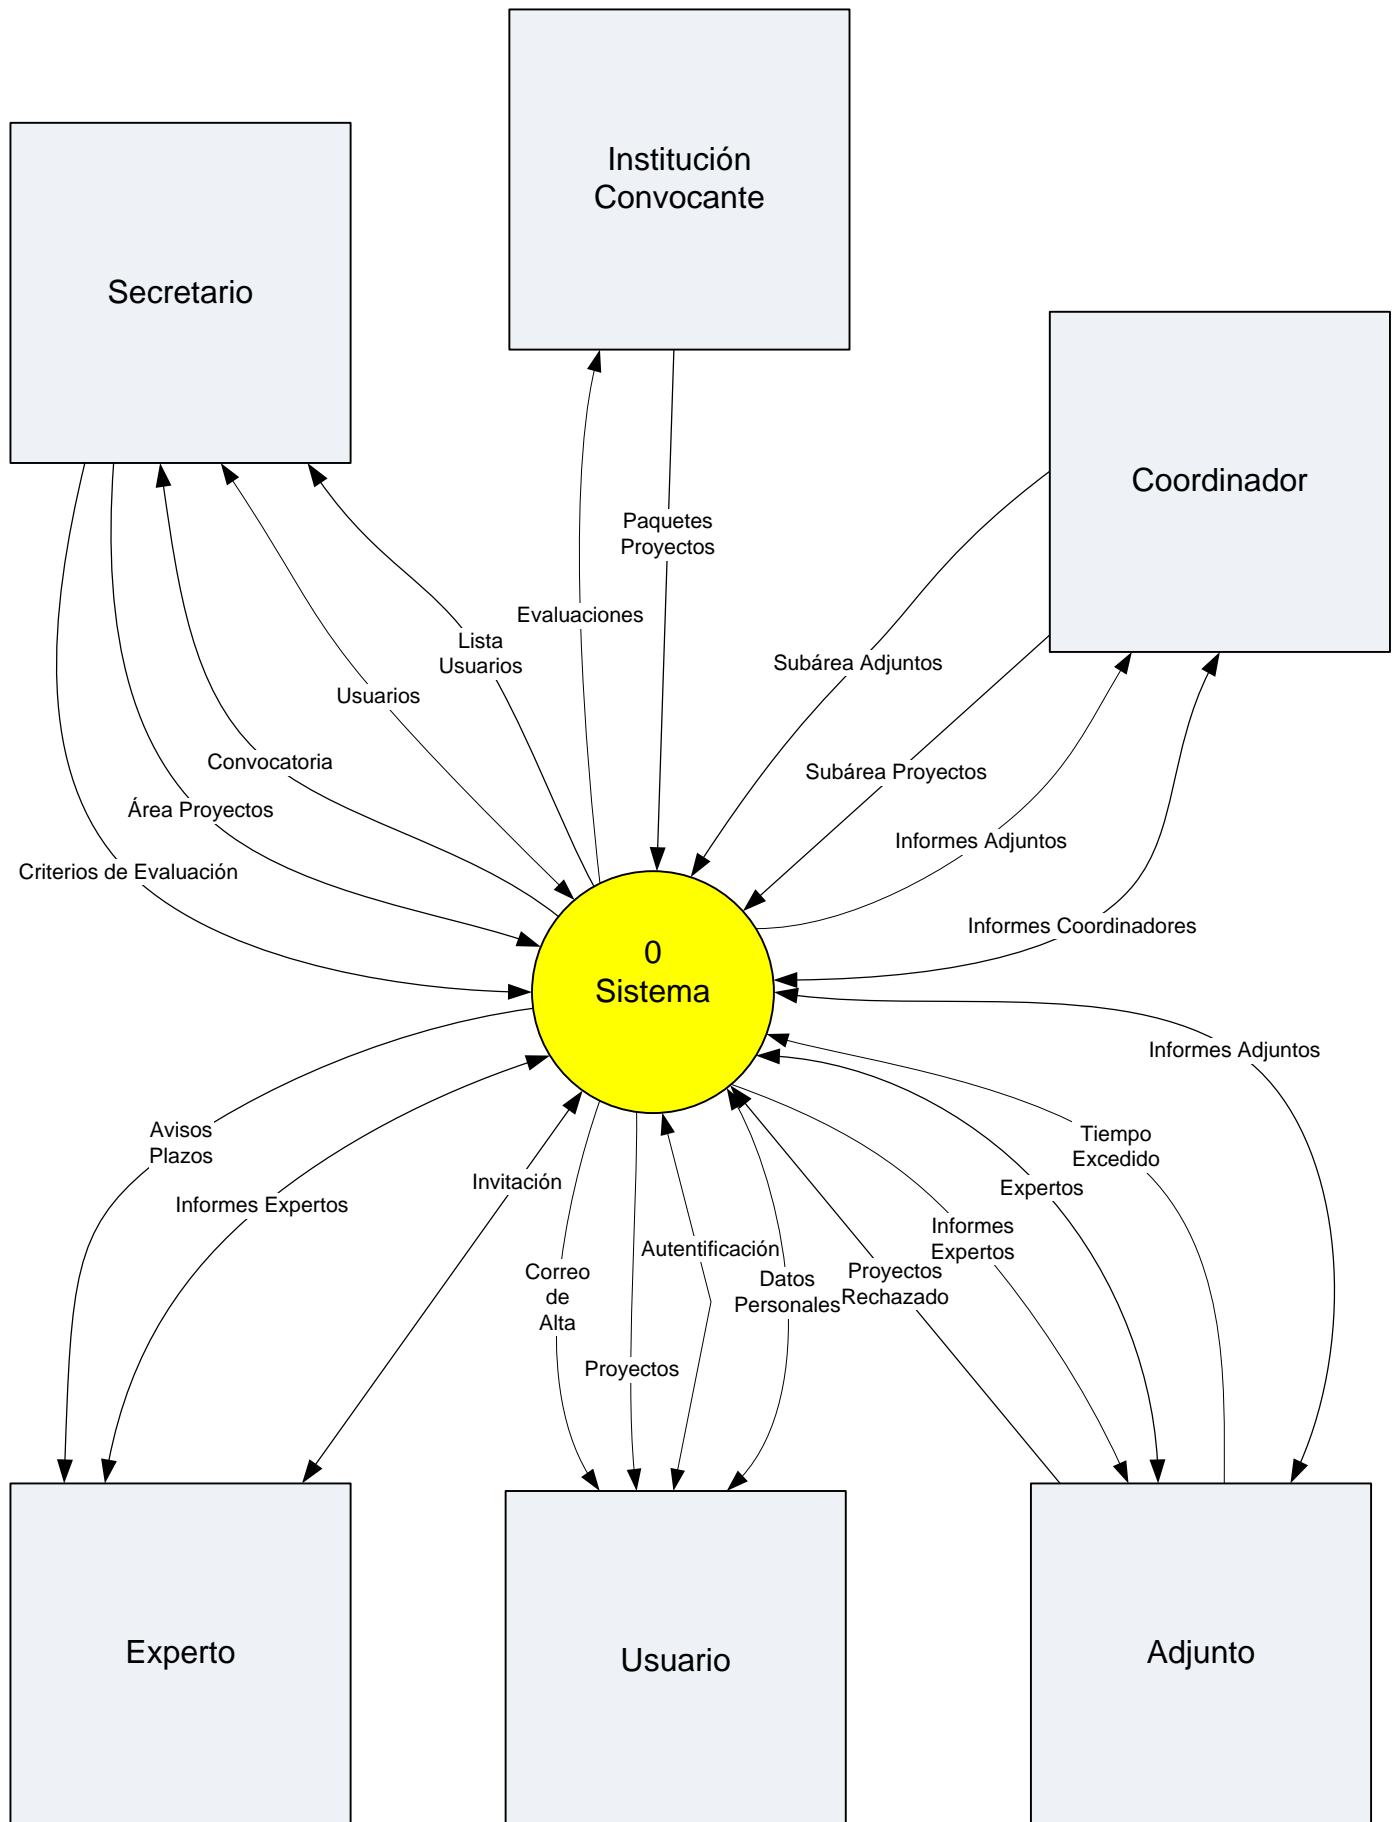 Institución
Convocante
Secretario
Coordinador
Paquetes
Proyectos
Evaluaciones
Lista
Usuarios
Subárea Adjuntos
Usuarios
Convocatoria
Subárea Proyectos
Área Proyectos
Informes Adjuntos
Criterios de Evaluación
Informes Coordinadores
0
Sistema
Informes Adjuntos
Avisos
Plazos
Tiempo
Excedido
Invitación
Expertos
Informes Expertos
Informes
Expertos
Autentificación
Correo
de
Alta
Datos
Personales
Proyectos
Rechazado
Proyectos
Experto
Usuario
Adjunto